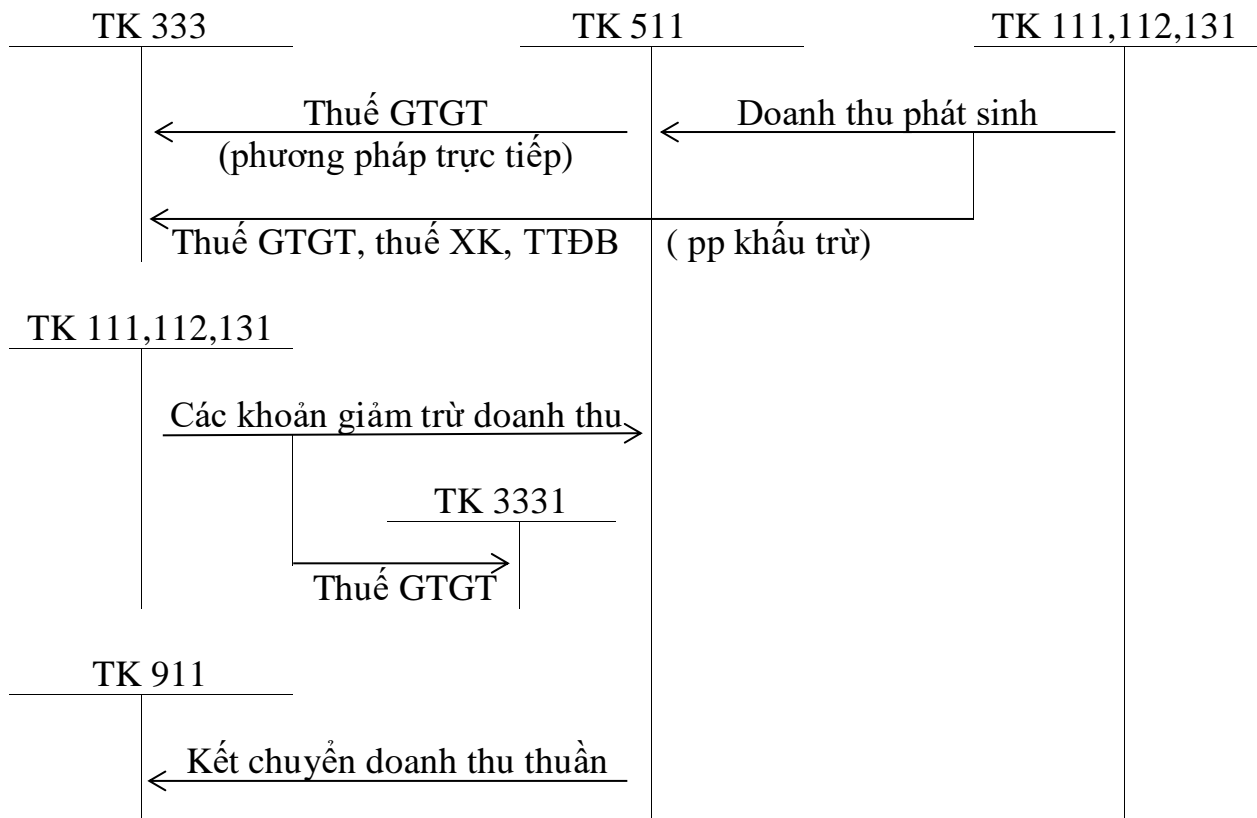 TK 333
TK 511
TK 111,112,131
Thuế GTGT
(phương pháp trực tiếp)
Doanh thu phát sinh
Thuế GTGT, thuế XK, TTĐB
( pp khấu trừ)
TK 111,112,131
Các khoản giảm trừ doanh thu
TK 3331
Thuế GTGT
TK 911
Kết chuyển doanh thu thuần